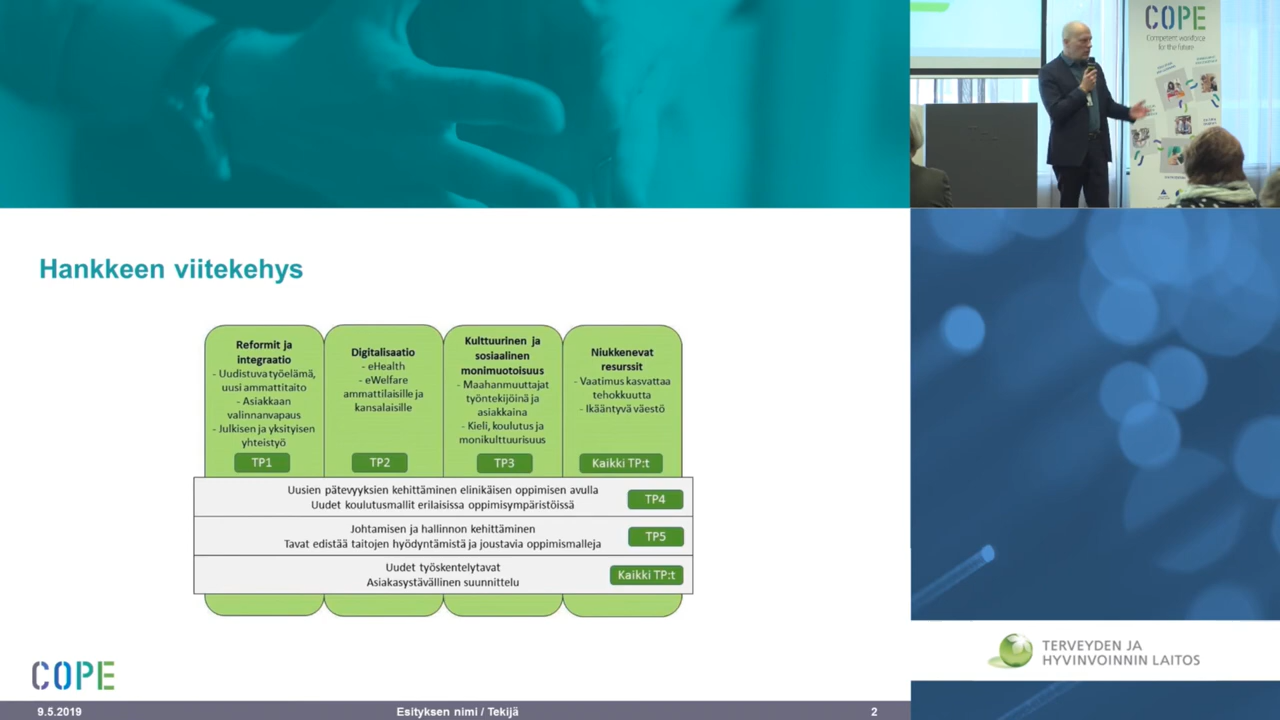 COPE
Competent workforce
for the future
Hankkeen viitekehys
Reformit ja
integraatio
- Uudistuva työelämä,
uusi ammattitaito
- Asiakkaan
valinnanvapaus
- Julkisen ja yksityisen
yhteistyö
TP1
Digitalisaatio
- eHealth
- eWelfare
ammattilaisille ja
kansalaisille
TP2
Kulttuurinen ja
sosiaalinen
monimuotoisuus
- Maahanmuuttajat
työntekijöinä ja
asiakkaina
- Kieli, koulutus ja
monikulttuurisuus
TP3
Niukkenevat
resurssit
- Vaatimus kasvattaa
tehokkuutta
- Ikääntyvä väestö
Kaikki TP:t
Uusien pätevyyksien kehittäminen elinikäisen oppimisen avulla
Uudet koulutusmallit erilaisissa oppimisympäristöissä
TP4
Johtamisen ja hallinnon kehittäminen
Tavat edistää taitojen hyödyntämistä ja joustavia oppimismalleja
TP5
Uudet työskentelytavat
Asiakasystävällinen suunnittelu
Kaikki TP:t
COPE
TERVEYDEN JA
HYVINVOINNIN LAITOS
9.5.2019
Esityksen nimi / Tekijä
2